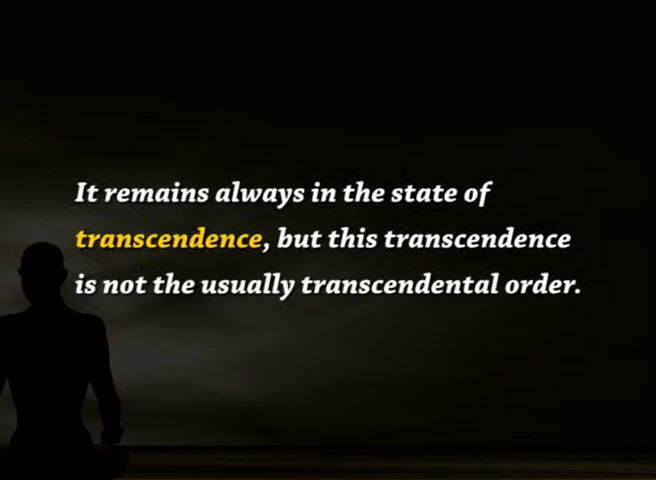 It remains always in the state of
transcendence, but this transcendence
is not the usually transcendental order.